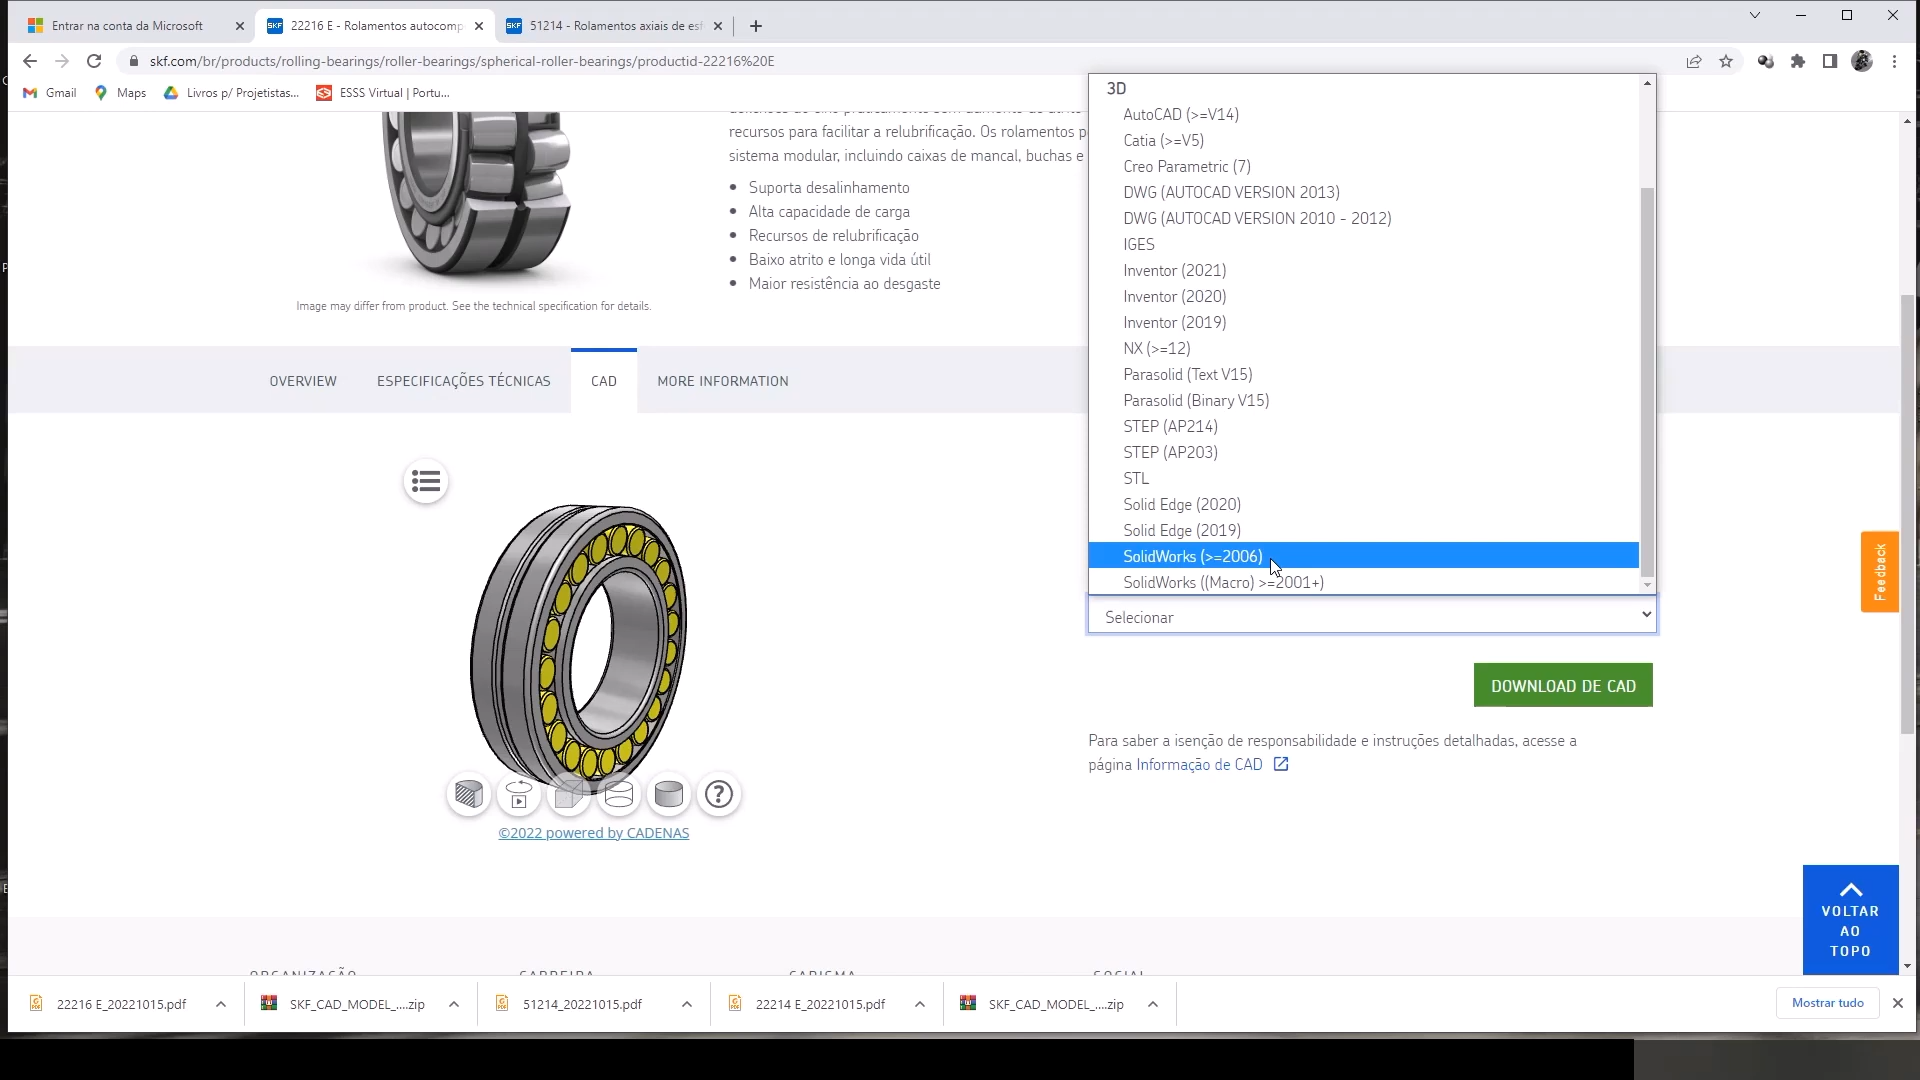 Entrar na conta da Microsoft
SKF
22216 E - Rolamentos autocomp
SKF
51214 - Rolamentos axiais de esf
skf.com/br/products/rolling-bearings/roller-bearings/spherical-roller-bearings/productid-22216%20E
Gmail
Maps
Livros p/ Projetistas...
ESSS Virtual | Portu...
recursos para facilitar a relubrificação. Os rolamentos p
sistema modular, incluindo caixas de mancal, buchas e
Suporta desalinhamento
Alta capacidade de carga
Recursos de relubrificação
Baixo atrito e longa vida útil
Maior resistência ao desgaste
Image may differ from product. See the technical specification for details.
3D
AutoCAD (>=V14)
Catia (>=V5)
Creo Parametric (7)
DWG (AUTOCAD VERSION 2013)
DWG (AUTOCAD VERSION 2010 - 2012)
IGES
Inventor (2021)
Inventor (2020)
Inventor (2019)
NX (>=12)
Parasolid (Text V15)
Parasolid (Binary V15)
STEP (AP214)
STEP (AP203)
STL
Solid Edge (2020)
Solid Edge (2019)
SolidWorks (>=2006)
SolidWorks ((Macro) >=2001+)
Selecionar
OVERVIEW
ESPECIFICAÇÕES TÉCNICAS
CAD
MORE INFORMATION
Feedback
DOWNLOAD DE CAD
Para saber a isenção de responsabilidade e instruções detalhadas, acesse a
página Informação de CAD
?
©2022 powered by CADENAS
VOLTAR
AO
TOPO
ORGANIZAÇÃO
CARREIRA
CARISMA
SOCIAL
22216 E_20221015.pdf
SKF_CAD_MODEL_....zip
51214_20221015.pdf
22214 E_20221015.pdf
SKF_CAD_MODEL_....zip
Mostrar tudo